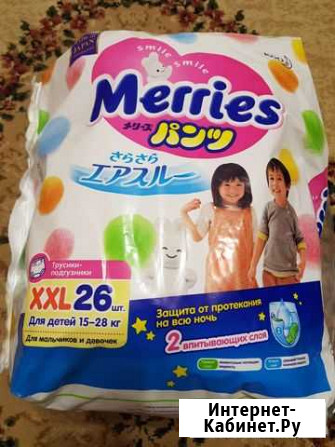 Smile Smile
Merries
メリーズ
パンツ
さらさら
エアスルー
Трусики-
подгузники
XXL 26 шт.
Для детей 15–28 кг
Для мальчиков и девочек
Защита от протекания
на всю ночь
2 впитывающих слоя
Интернет-
Кабинет.Ру